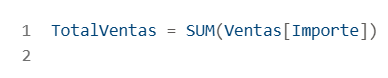 1 TotalVentas = SUM(Ventas[Importe])
2